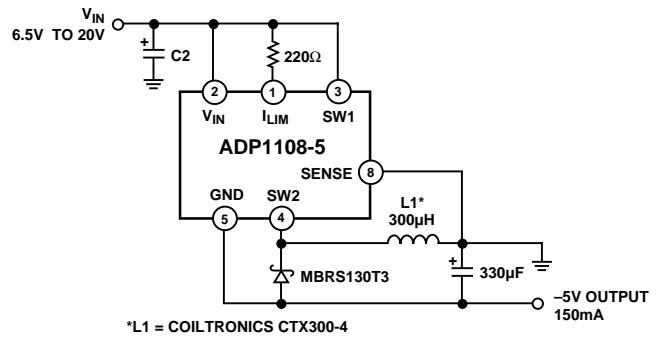 VIN
6.5V TO 20V
+
C2
220Ω
2
1
3
VIN
ILIM
SW1
ADP1108-5
SENSE
8
GND
SW2
5
4
L1*
300µH
+
330µF
MBRS130T3
–5V OUTPUT
150mA
*L1 = COILTRONICS CTX300-4